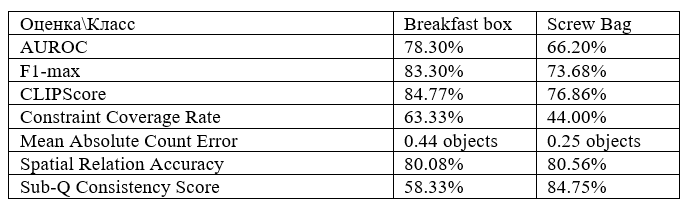 Оценка\Класс Breakfast box Screw Bag
AUROC 78.30% 66.20%
F1-max 83.30% 73.68%
CLIPScore 84.77% 76.86%
Constraint Coverage Rate 63.33% 44.00%
Mean Absolute Count Error 0.44 objects 0.25 objects
Spatial Relation Accuracy 80.08% 80.56%
Sub-Q Consistency Score 58.33% 84.75%